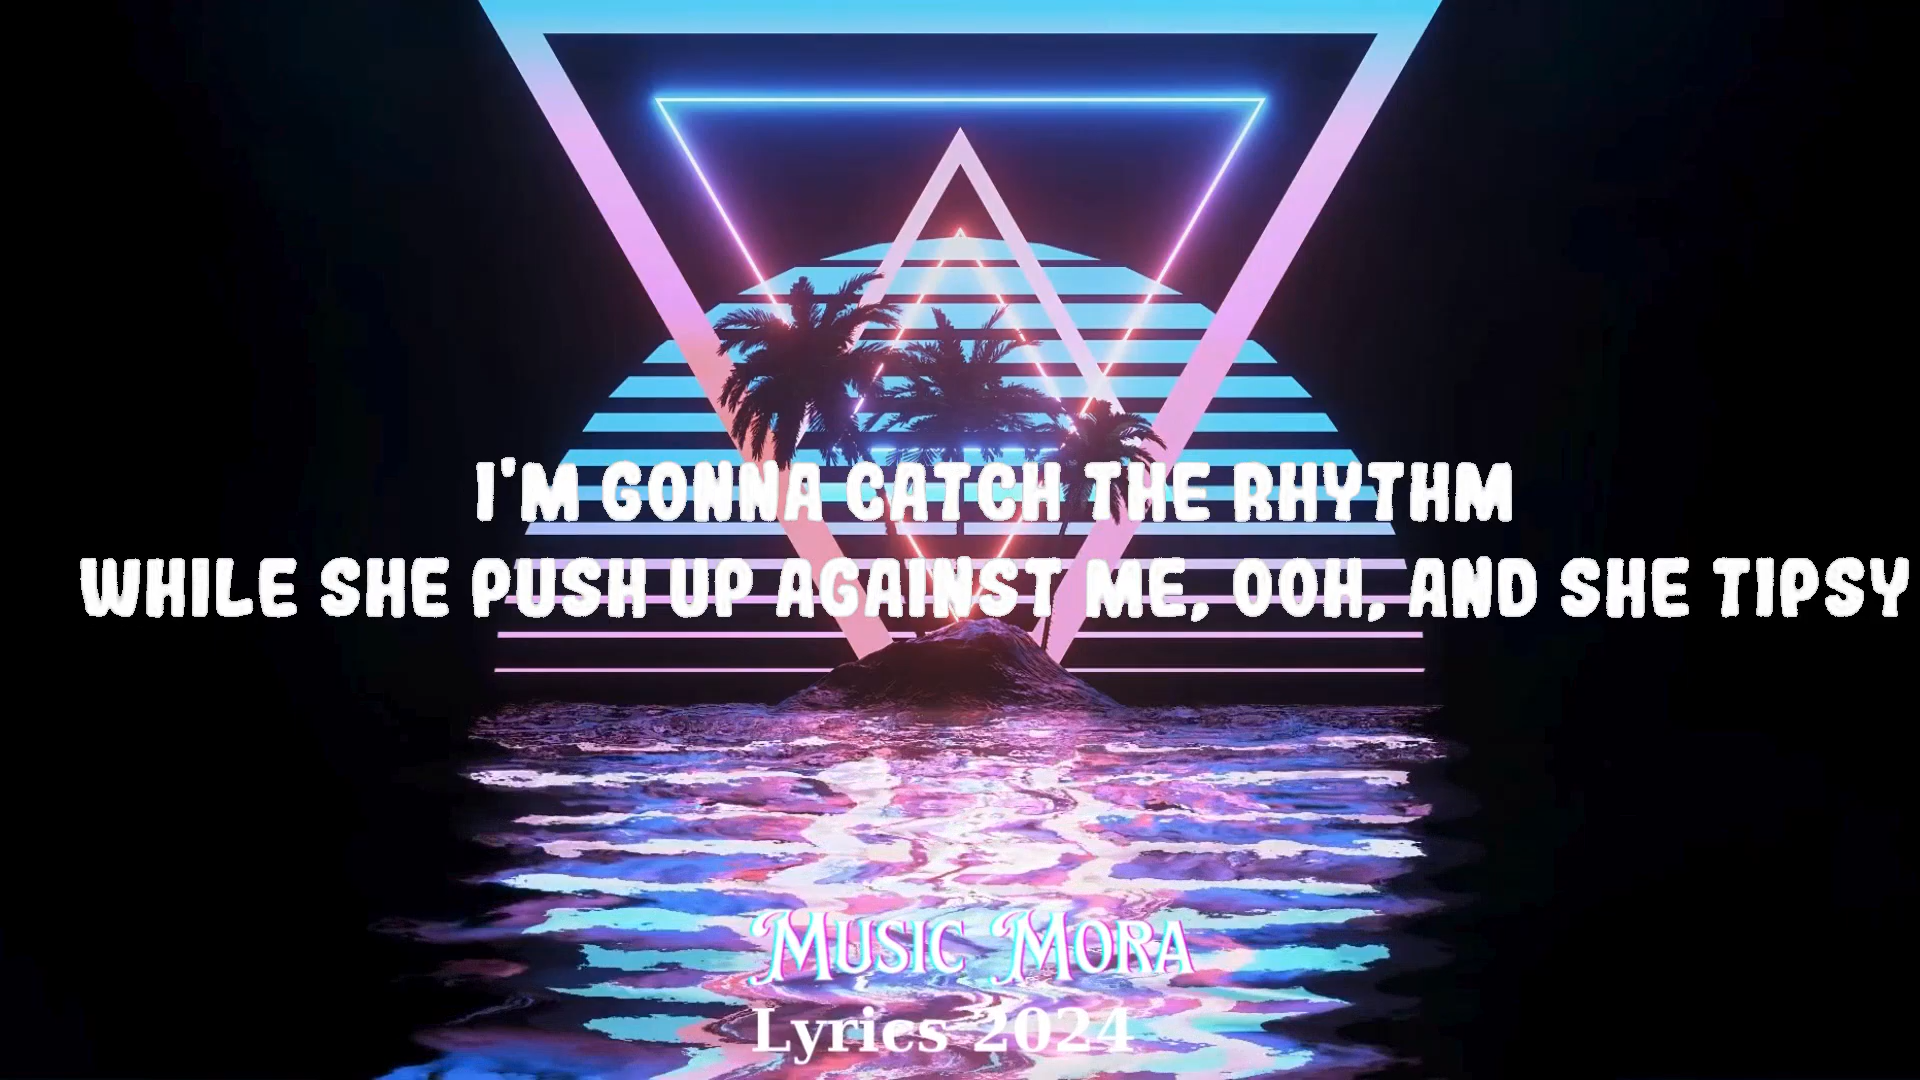 I'M GONNA CATCH THE RHYTHM
WHILE SHE PUSH UP AGAINST ME, OOH, AND SHE TIPSY
MUSIC MORA
Lyrics 2024